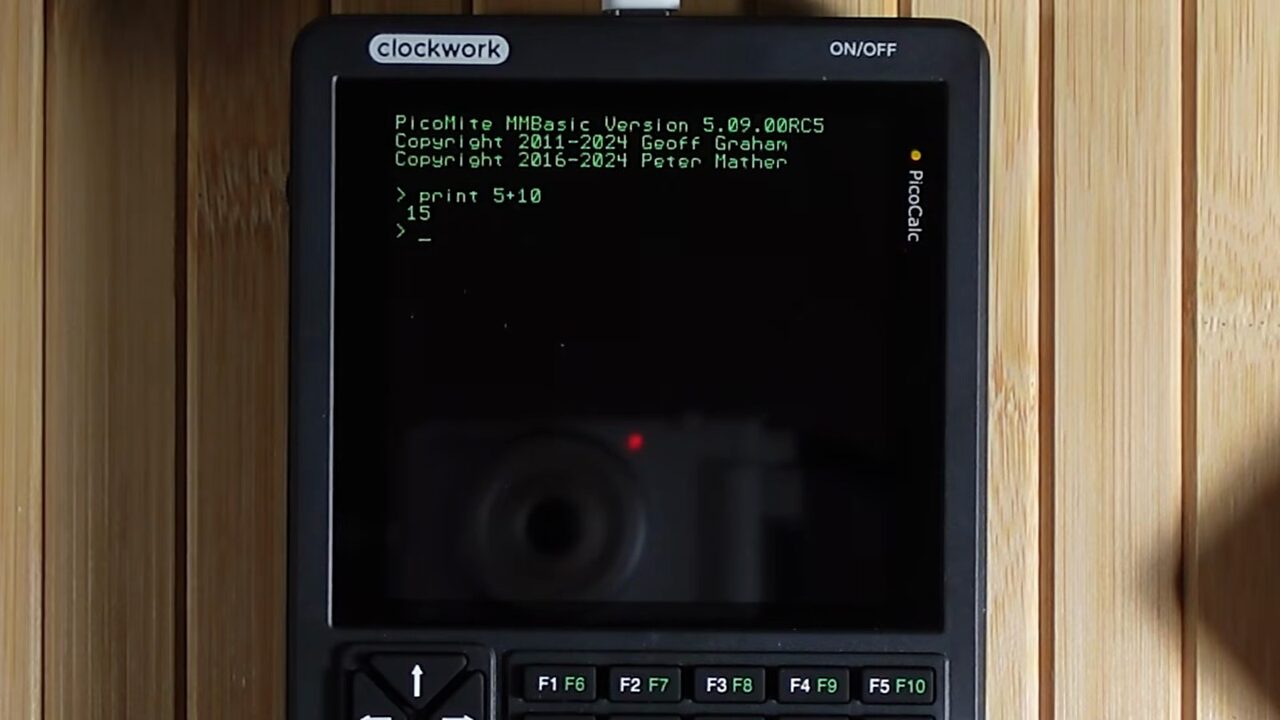 clockwork
ON/OFF
PicoMite MMBasic Version 5.09.00RC5
Copyright 2011-2024 Geoff Graham
Copyright 2016-2024 Peter Mather
> print 5+10
15
> _
PicoCalc
F1 F6 F2 F7 F3 F8 F4 F9 F5 F10